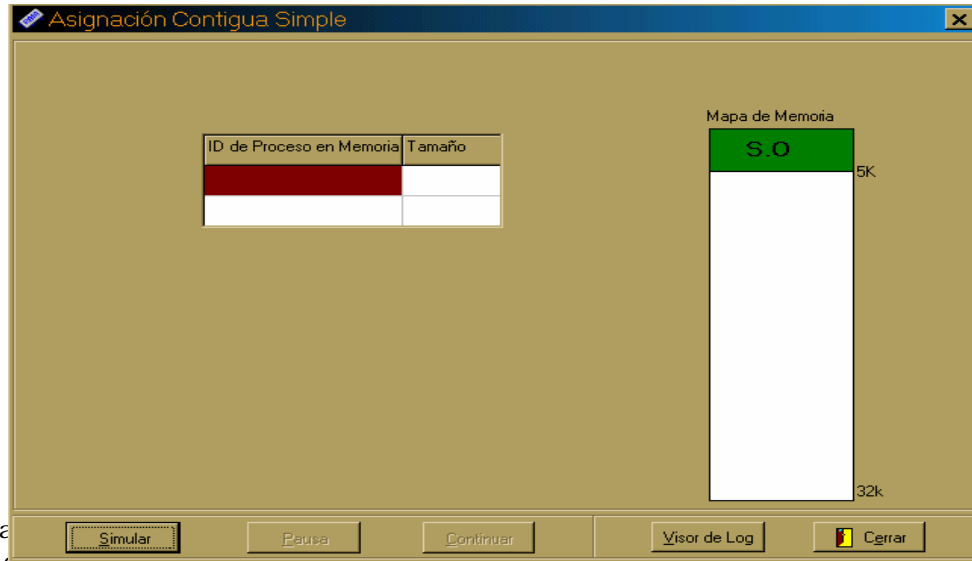 Asignación Contigua Simple
Mapa de Memoria
ID de Proceso en Memoria Tamaño
S.O
5K
32k
Simular Pausa Continuar Visor de Log Cerrar